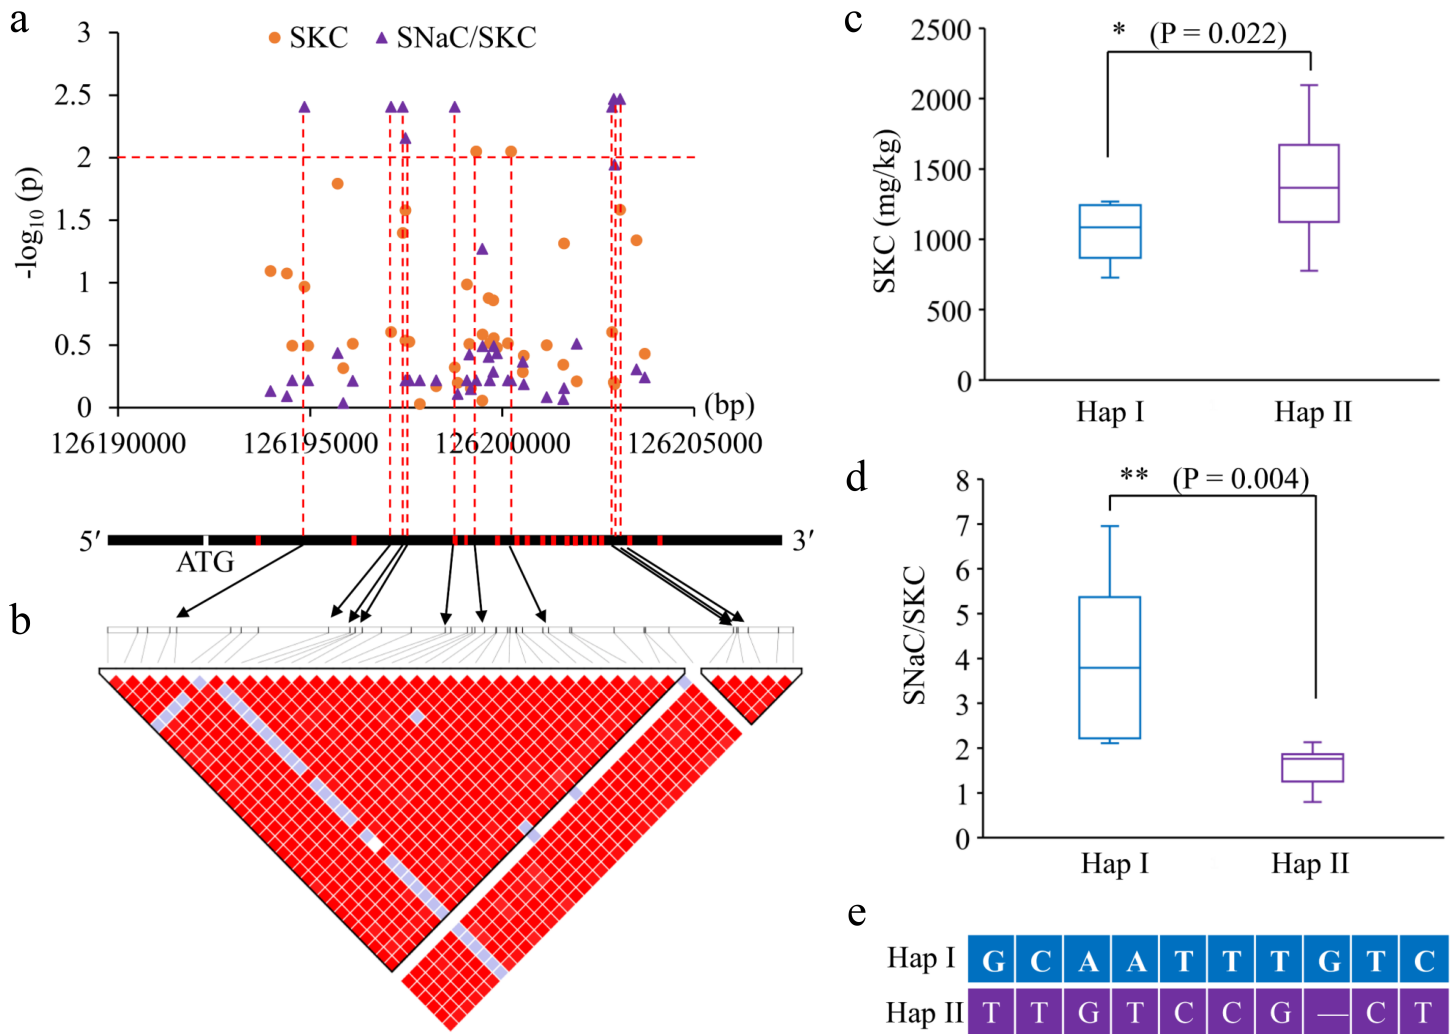 a
3
SKC
SNaC/SKC
2.5
2
1.5
1
0.5
0
-log10 (p)
(bp)
126190000
126195000
126200000
126205000
5′
3′
ATG
b
c
2500
2000
1500
1000
500
0
SKC (mg/kg)
* (P = 0.022)
Hap I
Hap II
d
8
7
6
5
4
3
2
1
0
SNaC/SKC
** (P = 0.004)
Hap I
Hap II
e
Hap I G C A A T T T G T C
Hap II T T G T C C G — C T